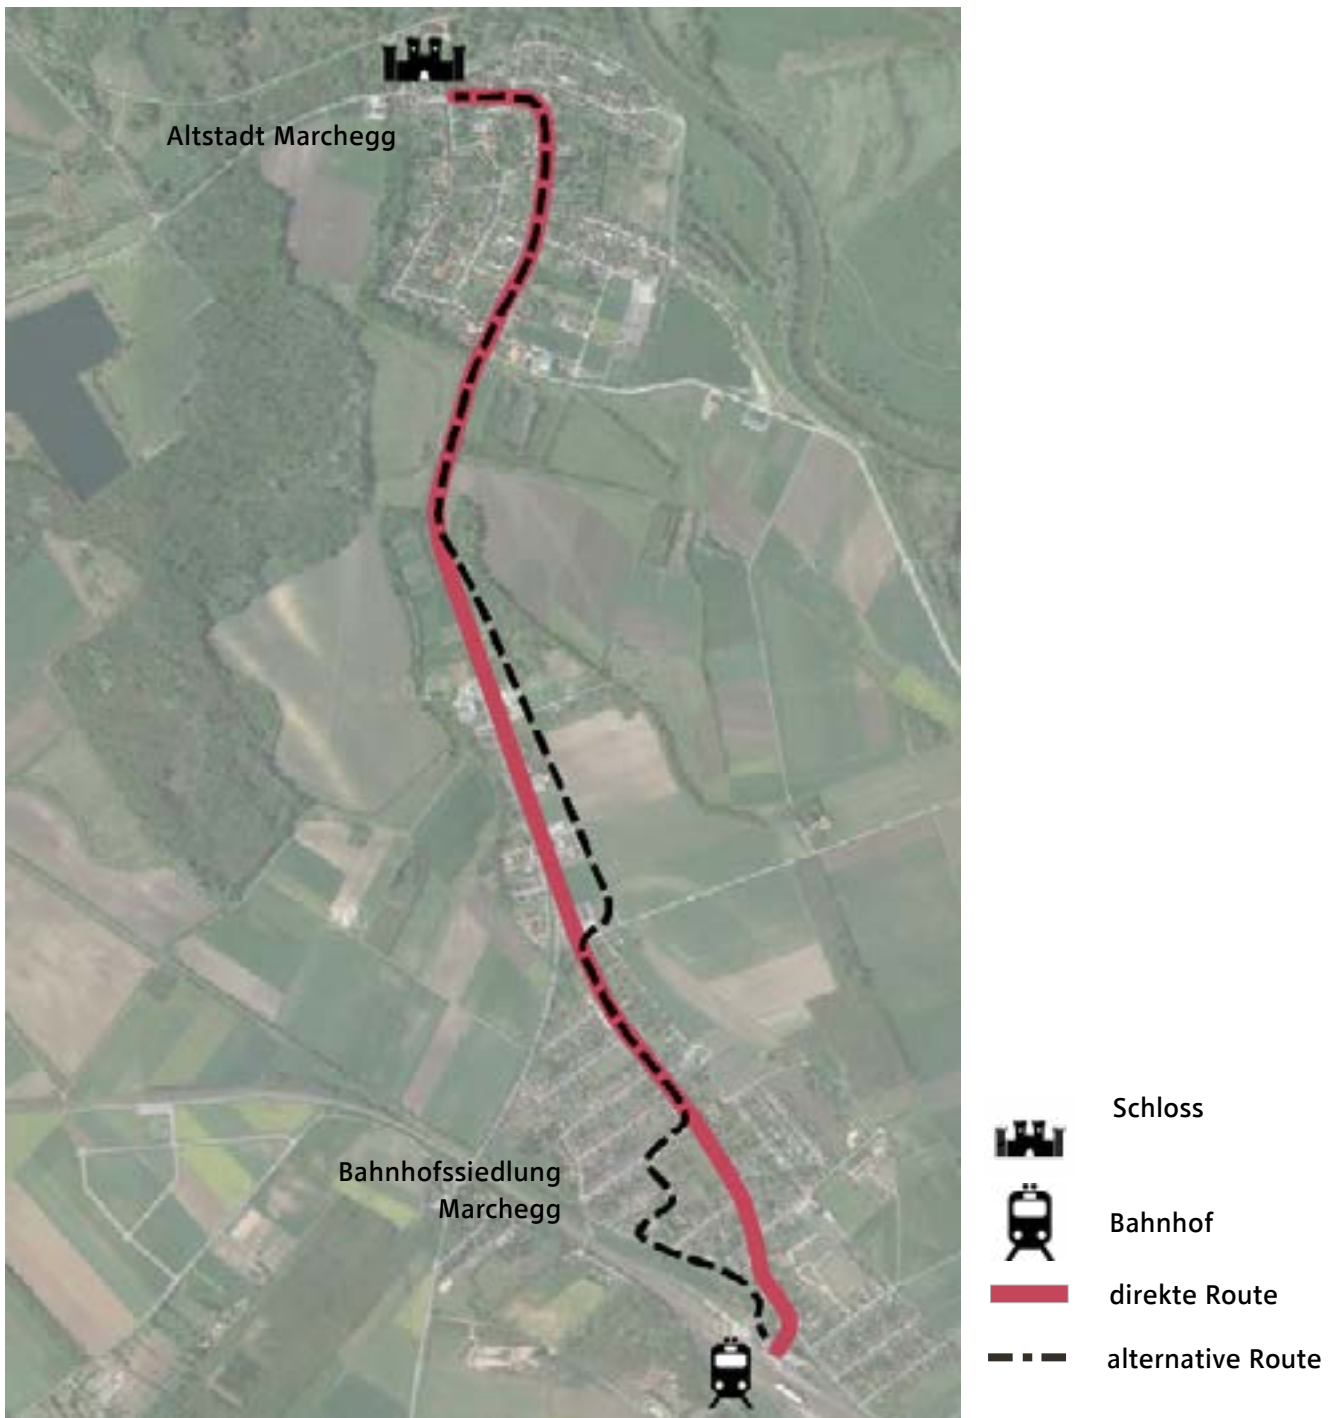 Altstadt Marchegg
Bahnhofssiedlung
Marchegg
Schloss
Bahnhof
direkte Route
alternative Route